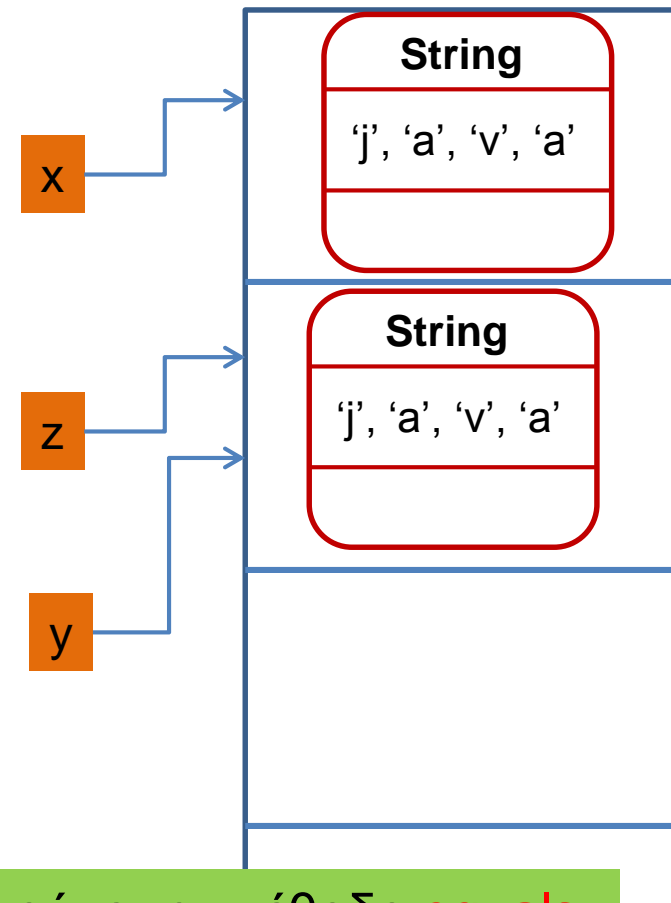 String
‘j’, ‘a’, ‘v’, ‘a’
x
String
‘j’, ‘a’, ‘v’, ‘a’
z
y